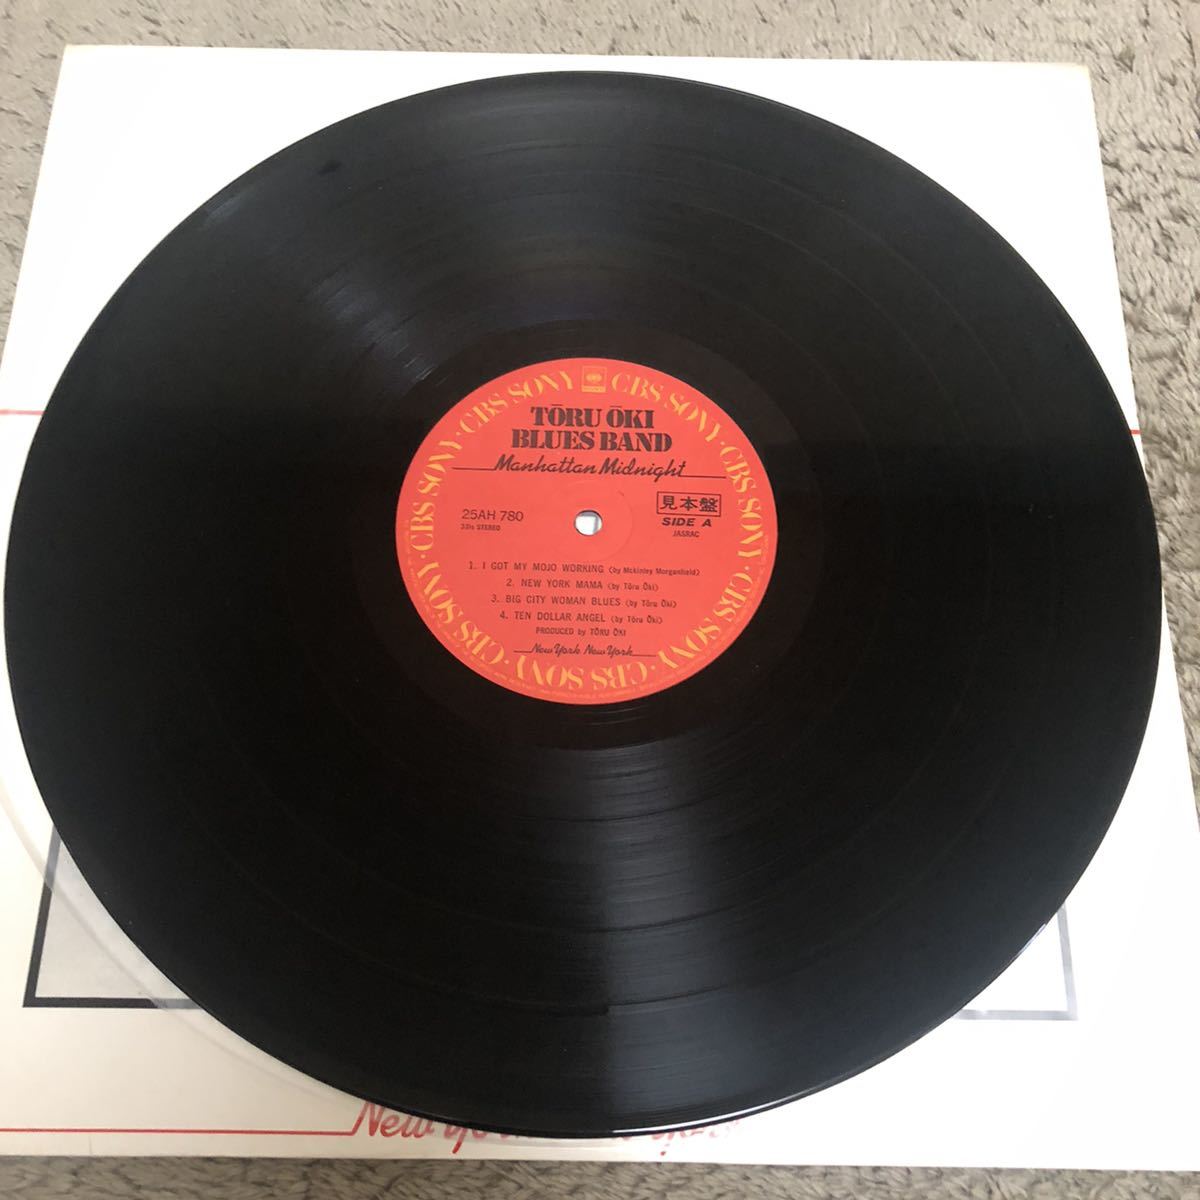 CBS SONY · CBS SONY · CBS SONY · CBS SONY · CBS SONY · CBS SONY
TŌRU ŌKI
BLUES BAND
Manhattan Midnight
25AH 780
33⅓ STEREO
見本盤
SIDE A
JASRAC
1. I GOT MY MOJO WORKING (by Mckinley Morganfield)
2. NEW YORK MAMA (by Tōru Ōki)
3. BIG CITY WOMAN BLUES (by Tōru Ōki)
4. TEN DOLLAR ANGEL (by Tōru Ōki)
PRODUCED by TŌRU ŌKI
New York New York
New